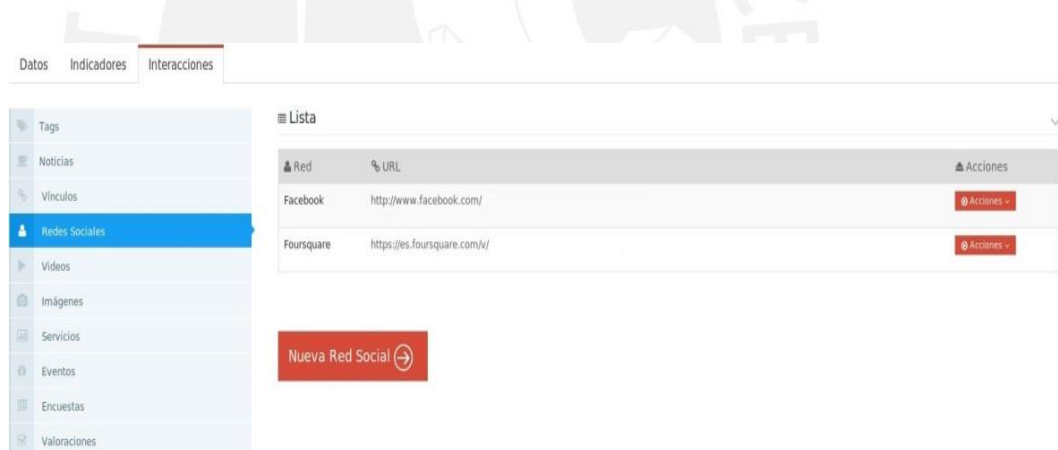 Datos Indicadores Interacciones
Tags
Noticias
Vínculos
Redes Sociales
Videos
Imágenes
Servicios
Eventos
Encuestas
Valoraciones
Lista
Red URL Acciones
Facebook http://www.facebook.com/ Acciones
Foursquare https://es.foursquare.com/v/ Acciones
Nueva Red Social